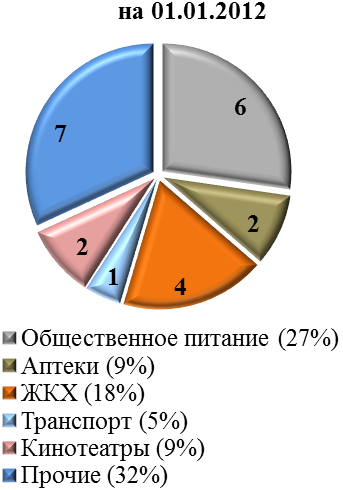 на 01.01.2012
6
7
2
2
1
4
Общественное питание (27%)
Аптеки (9%)
ЖКХ (18%)
Транспорт (5%)
Кинотеатры (9%)
Прочие (32%)